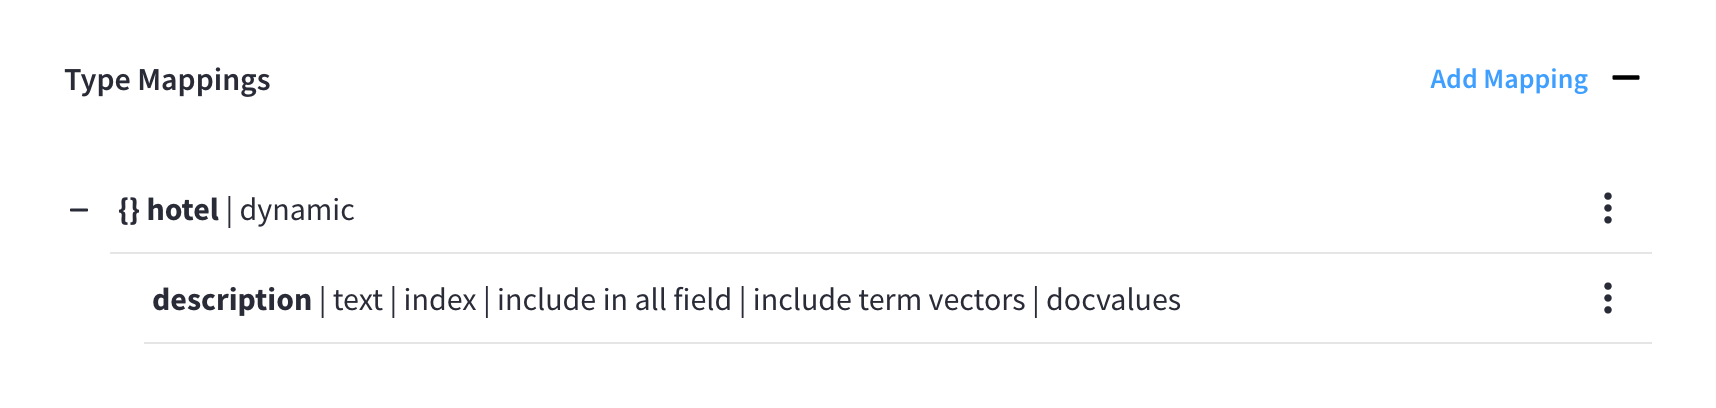 Type Mappings
Add Mapping
{} hotel | dynamic
description | text | index | include in all field | include term vectors | docvalues